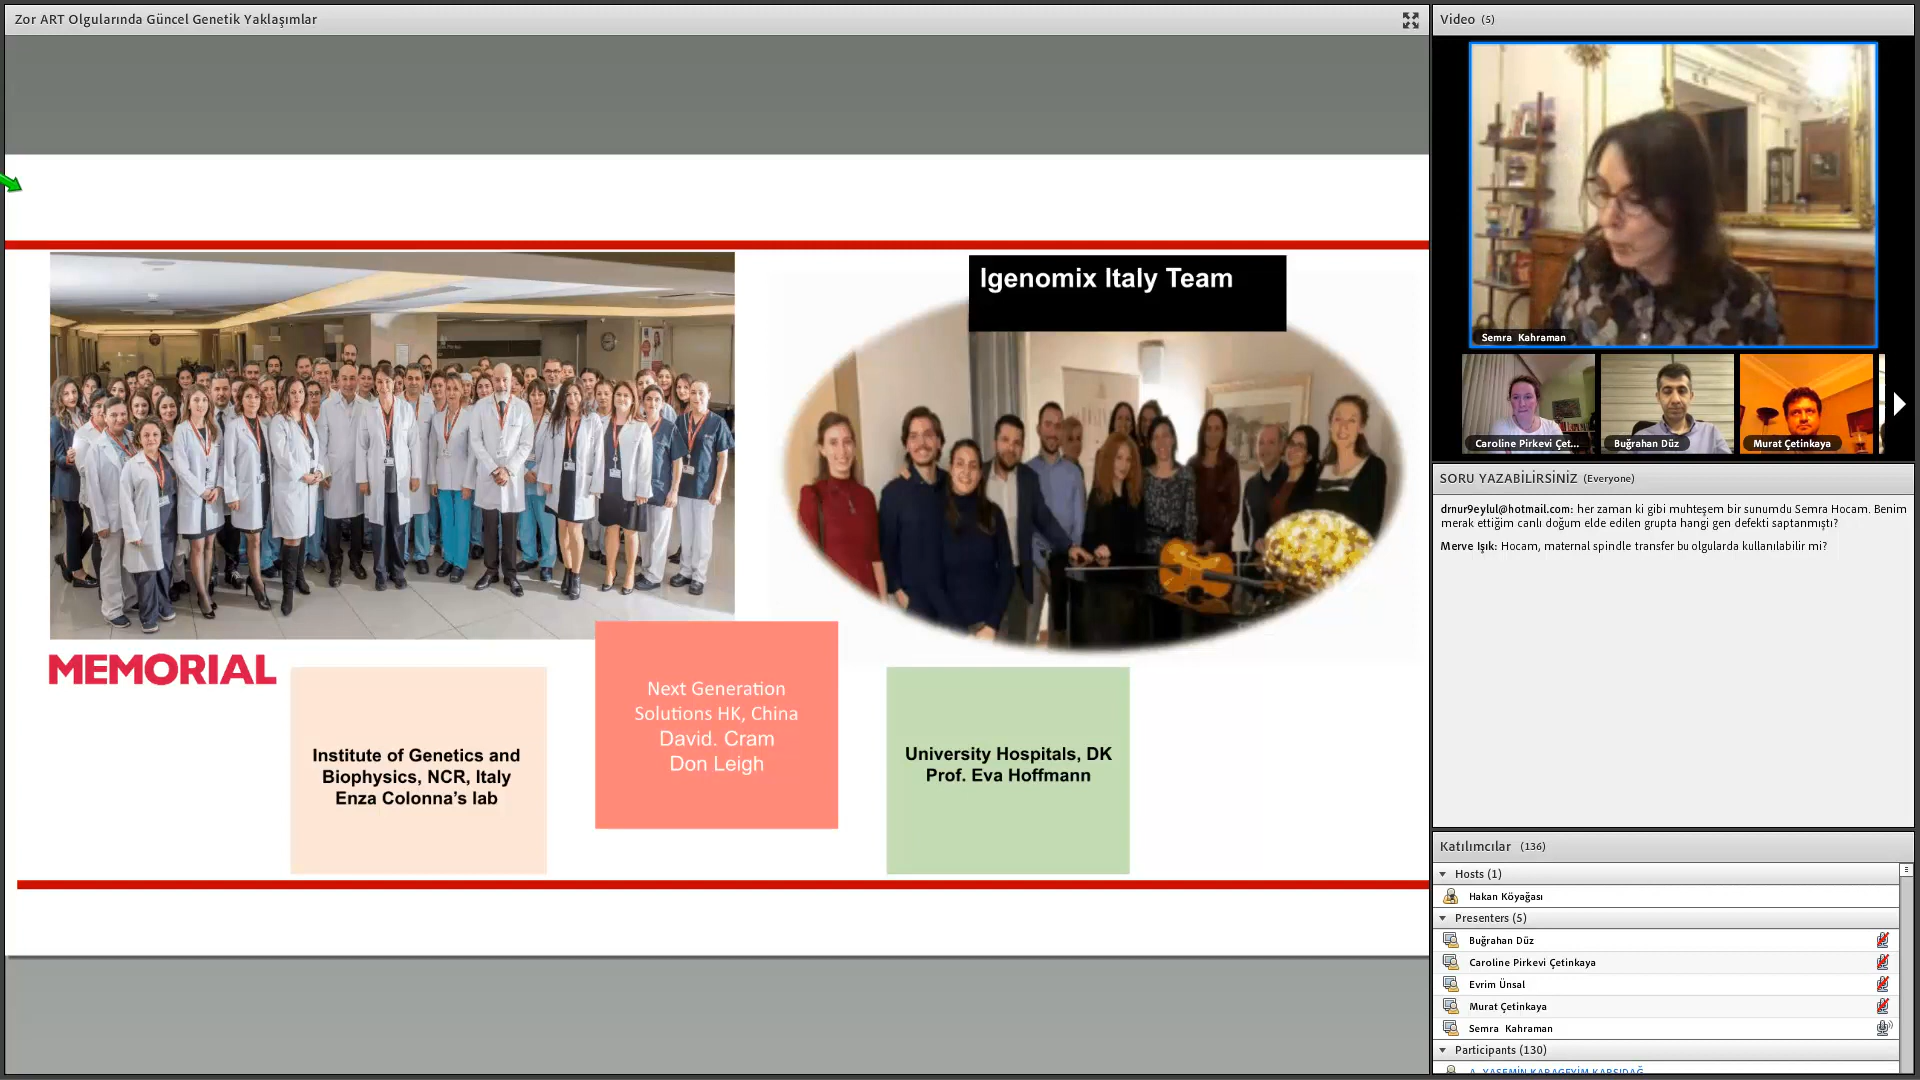 Zor ART Olgularında Güncel Genetik Yaklaşımlar
Igenomix Italy Team
MEMORIAL
Institute of Genetics and
Biophysics, NCR, Italy
Enza Colonna's lab
Next Generation
Solutions HK, China
David. Cram
Don Leigh
University Hospitals, DK
Prof. Eva Hoffmann
Video (5)
Semra Kahraman
Caroline Pirkevi Çet...
Buğrahan Düz
Murat Çetinkaya
SORU YAZABİLİRSİNİZ (Everyone)
drnur9eylul@hotmail.com: her zaman ki gibi muhteşem bir sunumdu Semra Hocam. Benim
merak ettiğim canlı doğum elde edilen grupta hangi gen defekti saptanmıştı?
Merve Işık: Hocam, maternal spindle transfer bu olgularda kullanılabilir mi?
Katılımcılar (136)
Hosts (1)
Hakan Köyağası
Presenters (5)
Buğrahan Düz
Caroline Pirkevi Çetinkaya
Evrim Ünsal
Murat Çetinkaya
Semra Kahraman
Participants (130)